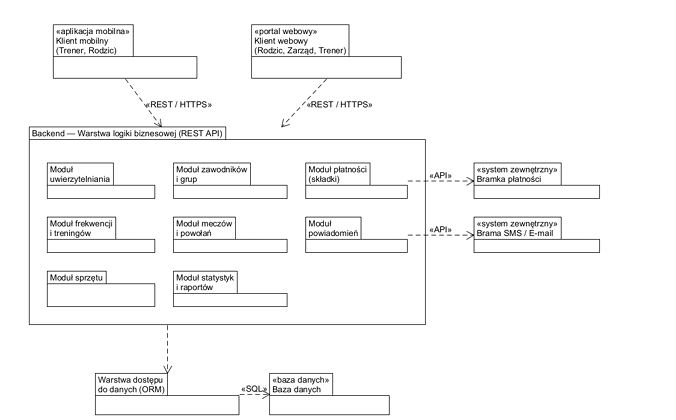 «aplikacja mobilna»
Klient mobilny
(Trener, Rodzic)
«portal webowy»
Klient webowy
(Rodzic, Zarząd, Trener)
«REST / HTTPS»
«REST / HTTPS»
Backend — Warstwa logiki biznesowej (REST API)
Moduł
uwierzytelniania
Moduł zawodników
i grup
Moduł płatności
(składki)
«API»
«system zewnętrzny»
Bramka płatności
Moduł frekwencji
i treningów
Moduł meczów
i powołań
Moduł
powiadomień
«API»
«system zewnętrzny»
Brama SMS / E-mail
Moduł sprzętu
Moduł statystyk
i raportów
Warstwa dostępu
do danych (ORM)
«SQL»
«baza danych»
Baza danych